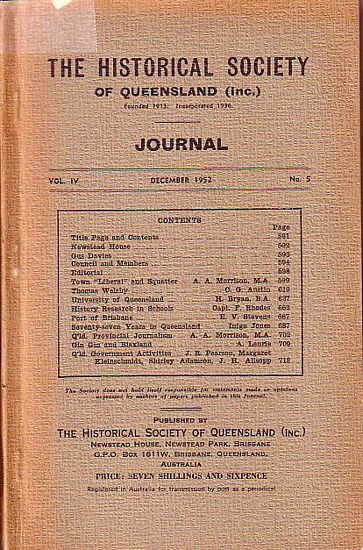 THE HISTORICAL SOCIETY
OF QUEENSLAND (Inc.)
Founded 1913. Incorporated 1936.
JOURNAL
VOL. IV DECEMBER 1952 No. 5
CONTENTS
Page
Title Page and Contents 591
Newstead House 592
Gus Davies 593
Council and Members 594
Editorial 598
Town "Liberal" and Squatter A. A. Morrison, M.A 599
Thomas Welsby C. G. Austin 619
University of Queensland H. Bryan, B.A. 637
History Research in Schools Capt. F. Rhodes 662
Port of Brisbane E. V. Stevens 667
Seventy-seven Years in Queensland Inigo Jones 687
Q'ld. Provincial Journalism A. A. Morrison, M.A. 702
Gin Gin and Blaxland A. Laurie 709
Q'ld. Government Activities J. R. Pearson, Margaret
Kleinschmidt, Shirley Adamson, J. H. Allsopp 718
The Society does not hold itself responsible for statements made or opinions
expressed by authors of papers published in this Journal.
PUBLISHED BY
THE HISTORICAL SOCIETY OF QUEENSLAND (INC.)
NEWSTEAD HOUSE, NEWSTEAD PARK, BRISBANE
G.P.O. BOX 1811W, BRISBANE, QUEENSLAND,
AUSTRALIA
PRICE: SEVEN SHILLINGS AND SIXPENCE
Registered in Australia for transmission by post as a periodical